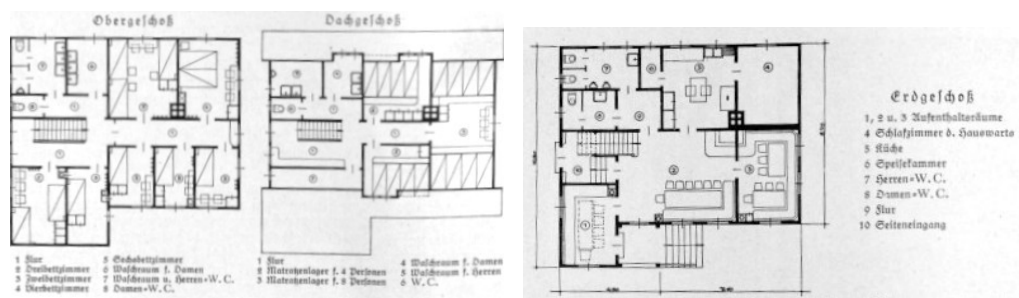 Obergeschoß
1 Flur
2 Dreibettzimmer
3 Zweibettzimmer
4 Vierbettzimmer
5 Sechsbettzimmer
6 Waschraum f. Damen
7 Waschraum u. Herren=W.C.
8 Damen=W.C.
Dachgeschoß
1 Flur
2 Matratzenlager f. 4 Personen
3 Matratzenlager f. 8 Personen
4 Waschraum f. Damen
5 Waschraum f. Herren
6 W.C.
Erdgeschoß
1, 2 u. 3 Aufenthaltsräume
4 Schlafzimmer d. Hauswarts
5 Küche
6 Speisekammer
7 Herren=W.C.
8 Damen=W.C.
9 Flur
10 Seiteneingang